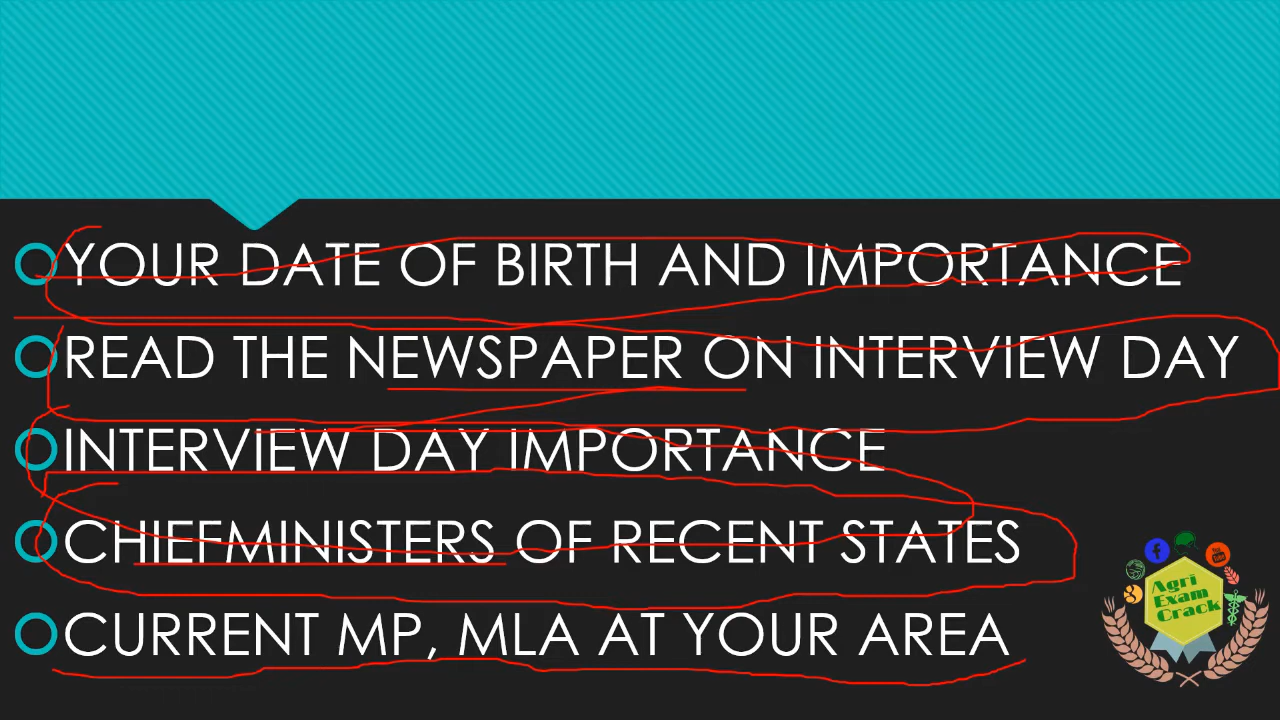 YOUR DATE OF BIRTH AND IMPORTANCE
READ THE NEWSPAPER ON INTERVIEW DAY
INTERVIEW DAY IMPORTANCE
CHIEFMINISTERS OF RECENT STATES
CURRENT MP, MLA AT YOUR AREA
Agri
Exam
Crack